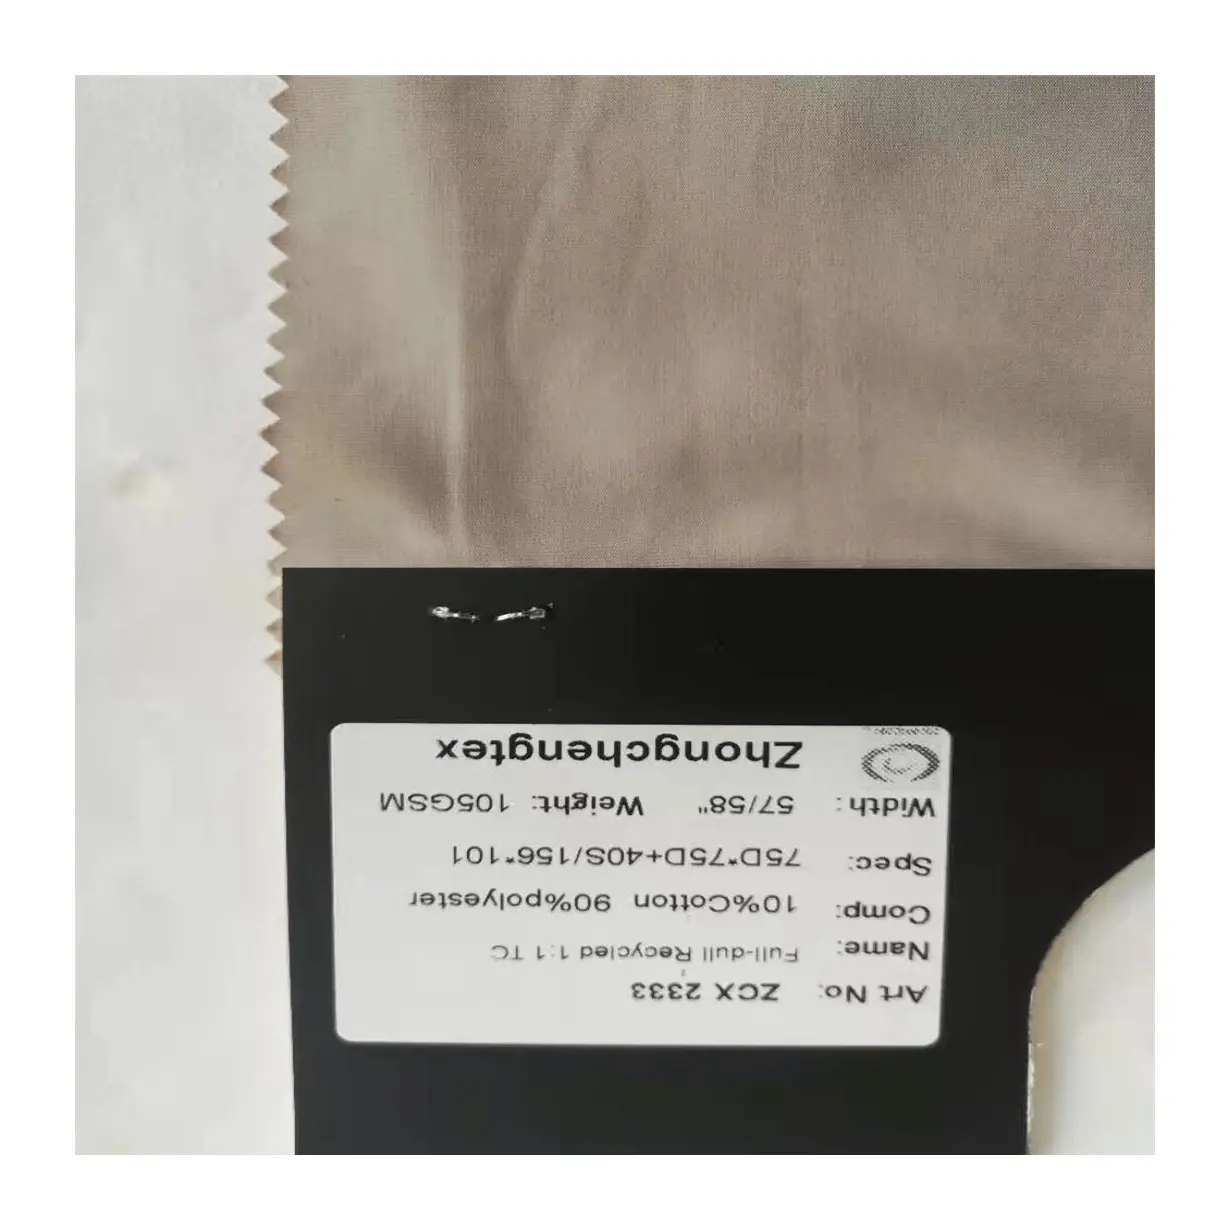 Art No: ZCX 2333
Name: Full-dull Recycled 1:1 TC
Comp: 10%Cotton 90%polyester
Spec: 75D*75D+40S/156*101
Width: 57/58" Weight: 105GSM
Zhongchengtex